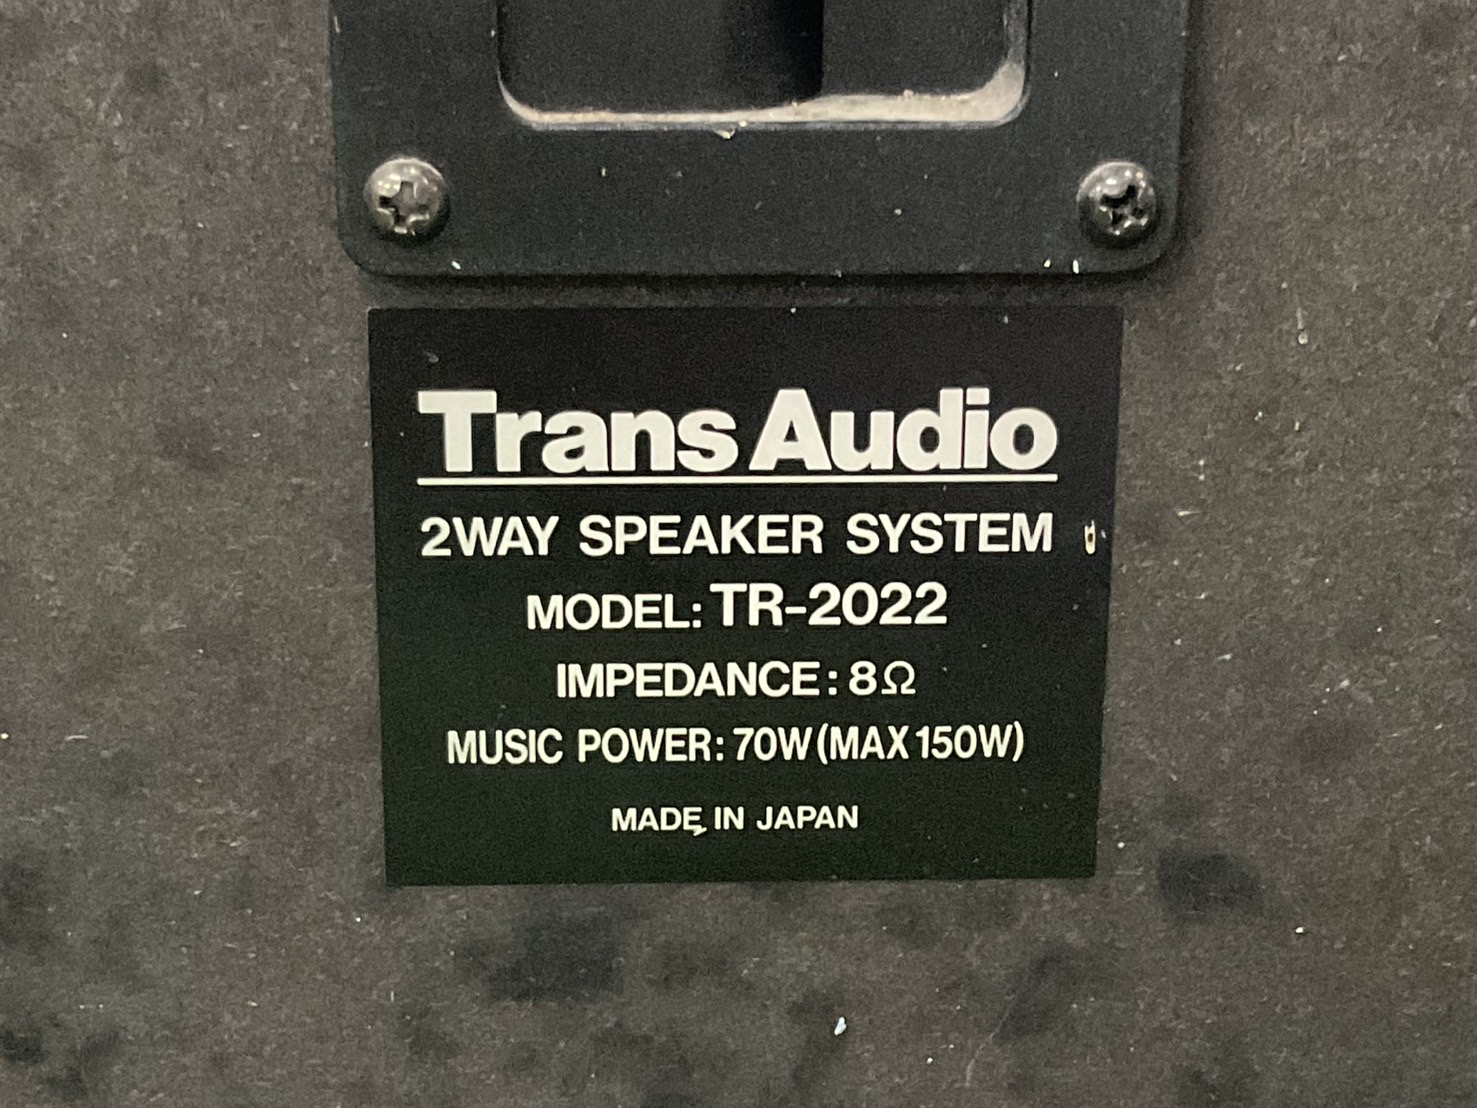 Trans Audio
2WAY SPEAKER SYSTEM
MODEL: TR-2022
IMPEDANCE: 8Ω
MUSIC POWER: 70W (MAX 150W)
MADE IN JAPAN